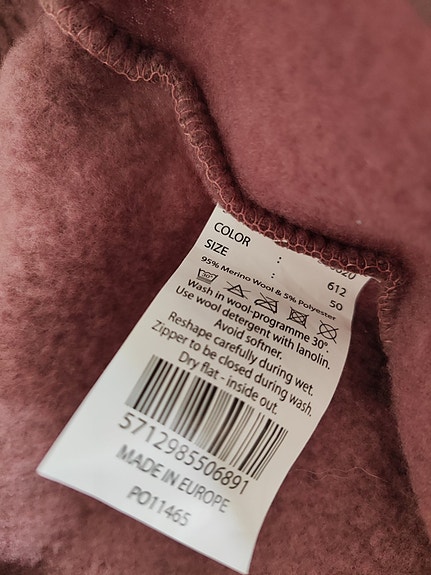 COLOR :
SIZE : 612
50
95% Merino Wool & 5% Polyester
30°
Wash in wool-programme 30°.
Use wool detergent with lanolin.
Avoid softner.
Reshape carefully during wet.
Zipper to be closed during wash.
Dry flat - inside out.
5712985506891
MADE IN EUROPE
PO11465